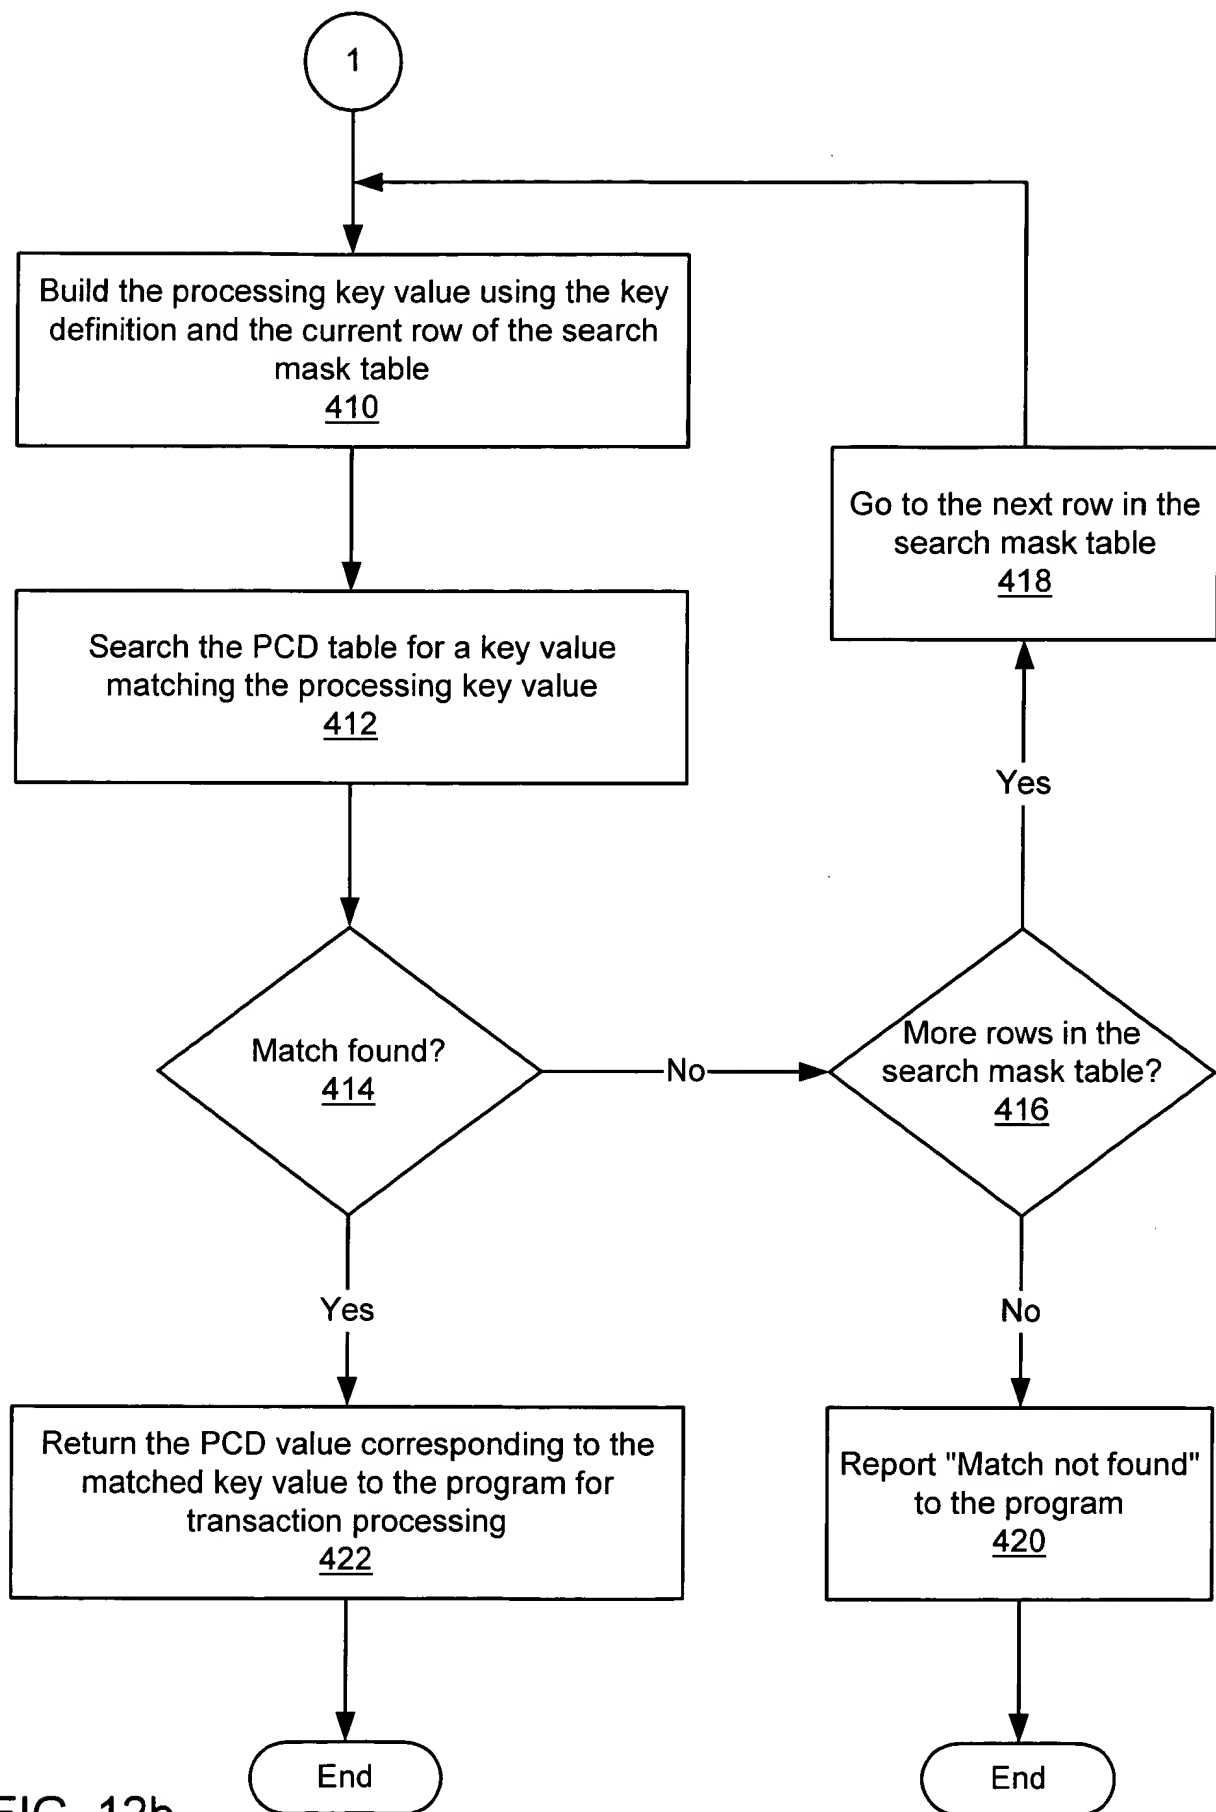 1
Build the processing key value using the key
definition and the current row of the search
mask table
410
Go to the next row in the
search mask table
418
Search the PCD table for a key value
matching the processing key value
412
Yes
Match found?
414
No
More rows in the
search mask table?
416
Yes
No
Return the PCD value corresponding to the
matched key value to the program for
transaction processing
422
Report "Match not found"
to the program
420
End
End
FIG. 12b